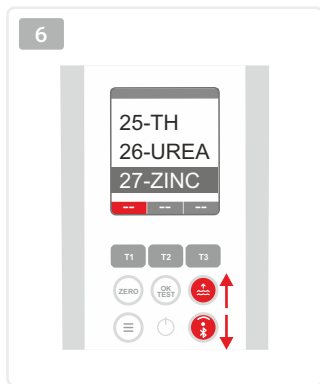 6
25-TH
26-UREA
27-ZINC
-- -- --
T1 T2 T3
ZERO OK TEST